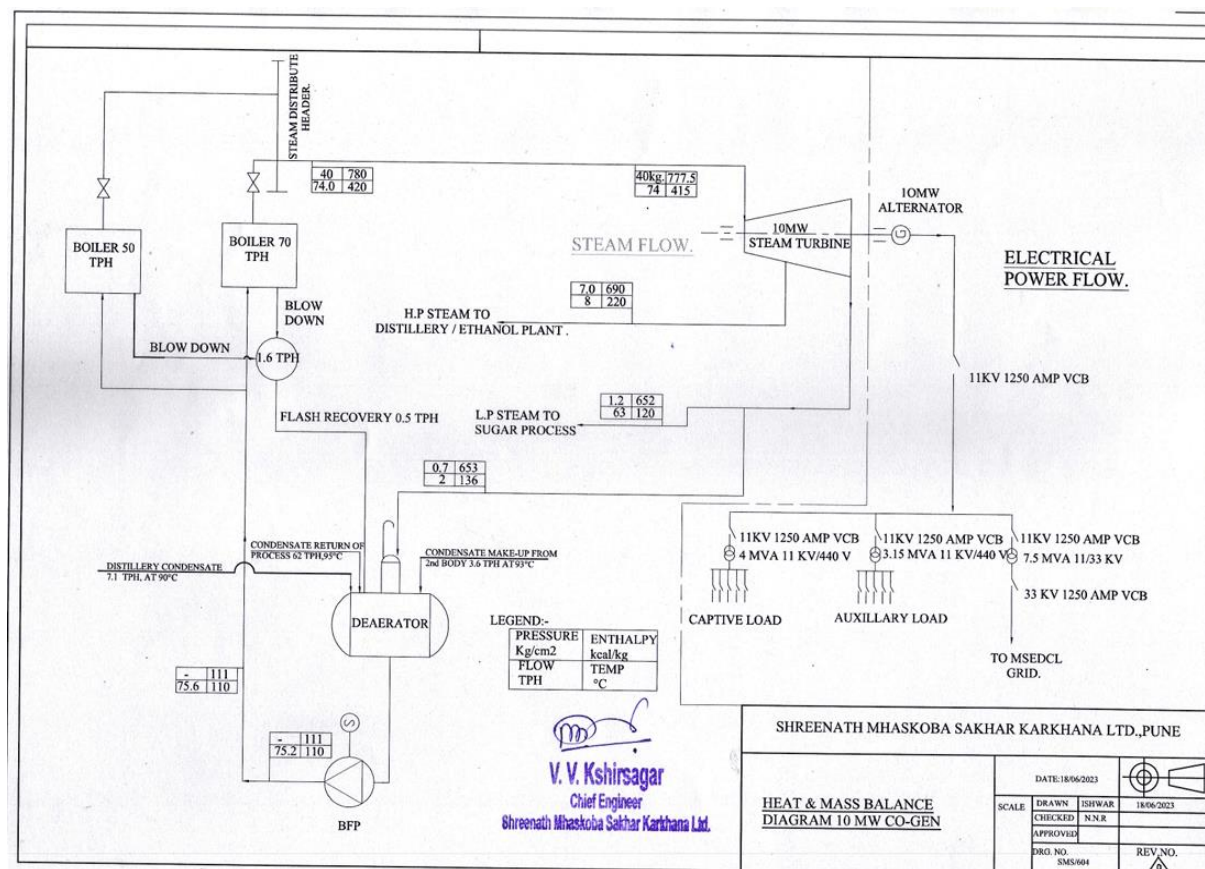 STEAM DISTRIBUTE
HEADER.
40 780
74.0 420
40kg. 777.5
74 415
10MW
ALTERNATOR
BOILER 50
TPH
BOILER 70
TPH
STEAM FLOW.
10MW
STEAM TURBINE
G
ELECTRICAL
POWER FLOW.
7.0 690
8 220
BLOW
DOWN
H.P STEAM TO
DISTILLERY / ETHANOL PLANT .
BLOW DOWN
1.6 TPH
11KV 1250 AMP VCB
FLASH RECOVERY 0.5 TPH
1.2 652
63 120
L.P STEAM TO
SUGAR PROCESS
0.7 653
2 136
CONDENSATE RETURN OF
PROCESS 62 TPH,95°C
CONDENSATE MAKE-UP FROM
2nd BODY 3.6 TPH AT93°C
DISTILLERY CONDENSATE
7.1 TPH, AT 90°C
11KV 1250 AMP VCB
4 MVA 11 KV/440 V
11KV 1250 AMP VCB
3.15 MVA 11 KV/440 V
11KV 1250 AMP VCB
7.5 MVA 11/33 KV
33 KV 1250 AMP VCB
DEAERATOR
CAPTIVE LOAD
AUXILLARY LOAD
LEGEND:-
PRESSURE ENTHALPY
Kg/cm2 kcal/kg
FLOW TEMP
TPH °C
TO MSEDCL
GRID.
- 111
75.6 110
S
- 111
75.2 110
BFP
V. V. Kshirsagar
Chief Engineer
Shreenath Mhaskoba Sakhar Karkhana Ltd.
SHREENATH MHASKOBA SAKHAR KARKHANA LTD.,PUNE
HEAT & MASS BALANCE
DIAGRAM 10 MW CO-GEN
DATE:18/06/2023
SCALE
DRAWN ISHWAR 18/06/2023
CHECKED N.N.R
APPROVED
DRG. NO.
SMS/604
REV.NO.